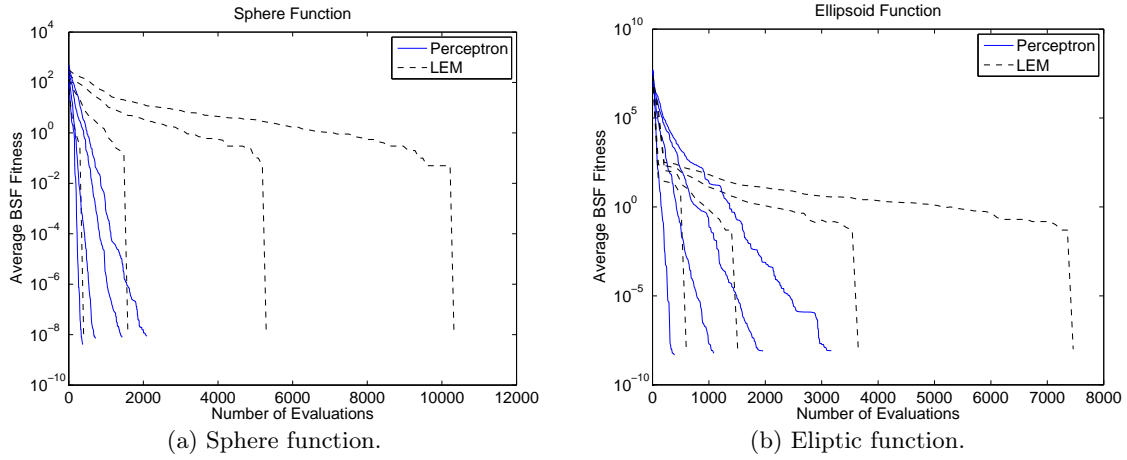 Sphere Function
10^4
10^2
10^0
10^-2
10^-4
10^-6
10^-8
10^-10
Average BSF Fitness
Perceptron
LEM
0 2000 4000 6000 8000 10000 12000
Number of Evaluations
(a) Sphere function.
Ellipsoid Function
10^10
10^5
10^0
10^-5
10^-10
Average BSF Fitness
Perceptron
LEM
0 1000 2000 3000 4000 5000 6000 7000 8000
Number of Evaluations
(b) Eliptic function.